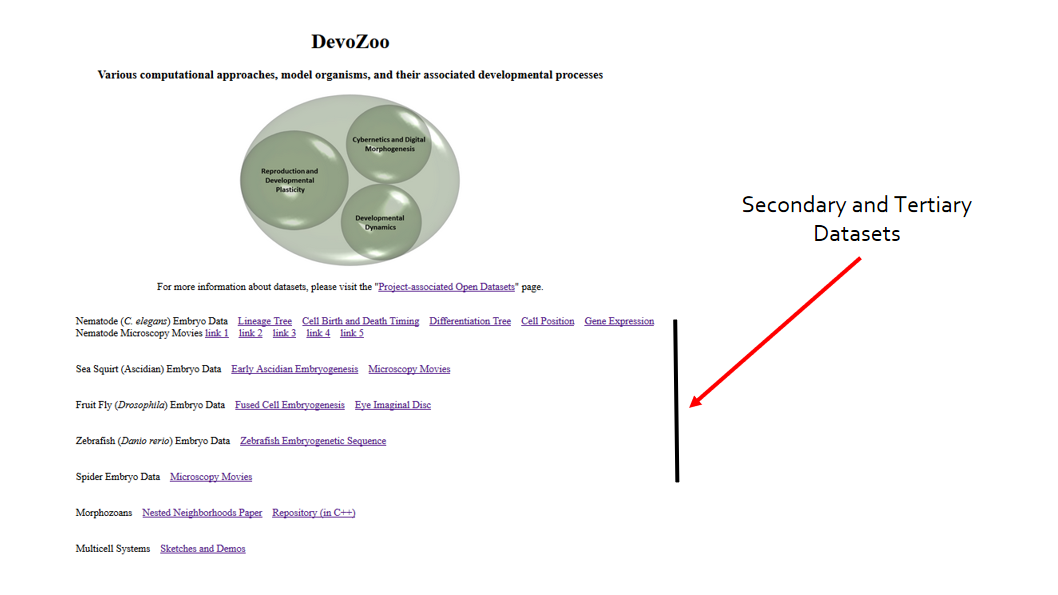 DevoZoo
Various computational approaches, model organisms, and their associated developmental processes
Cybernetics and Digital
Morphogenesis
Reproduction and
Developmental
Plasticity
Developmental
Dynamics
Secondary and Tertiary
Datasets
For more information about datasets, please visit the "Project-associated Open Datasets" page.
Nematode (C. elegans) Embryo Data Lineage Tree Cell Birth and Death Timing Differentiation Tree Cell Position Gene Expression
Nematode Microscopy Movies link 1 link 2 link 3 link 4 link 5
Sea Squirt (Ascidian) Embryo Data Early Ascidian Embryogenesis Microscopy Movies
Fruit Fly (Drosophila) Embryo Data Fused Cell Embryogenesis Eye Imaginal Disc
Zebrafish (Danio rerio) Embryo Data Zebrafish Embryogenetic Sequence
Spider Embryo Data Microscopy Movies
Morphozoans Nested Neighborhoods Paper Repository (in C++)
Multicell Systems Sketches and Demos